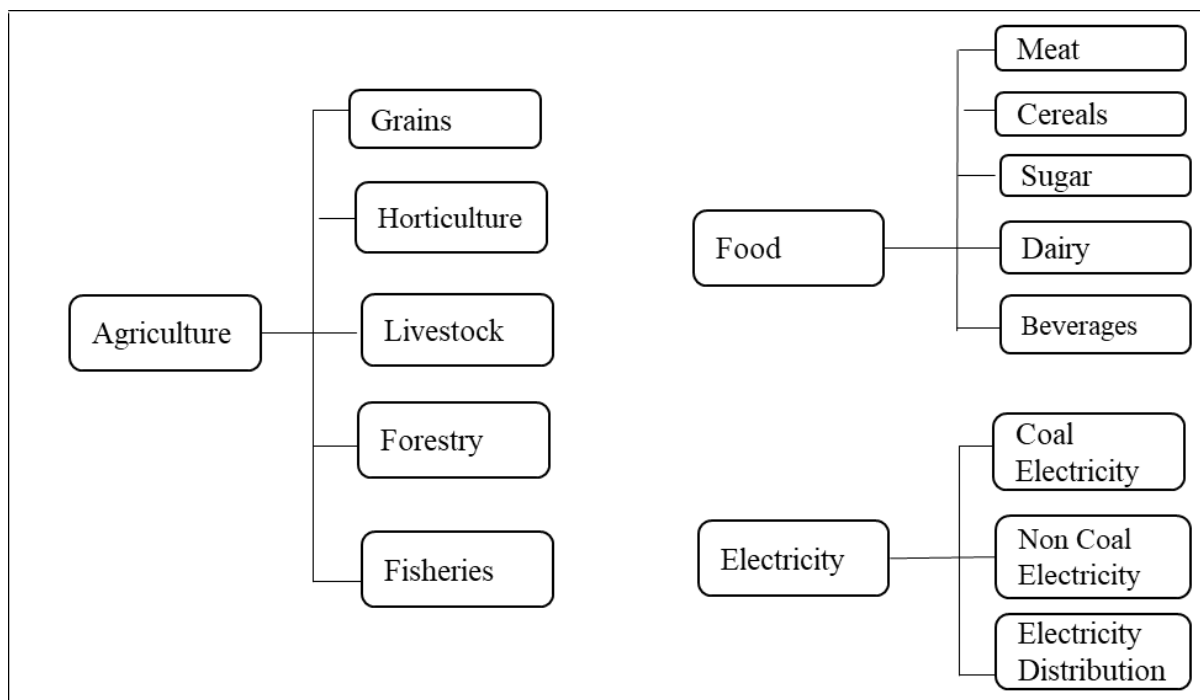 Agriculture
Grains
Horticulture
Livestock
Forestry
Fisheries
Food
Meat
Cereals
Sugar
Dairy
Beverages
Electricity
Coal
Electricity
Non Coal
Electricity
Electricity
Distribution